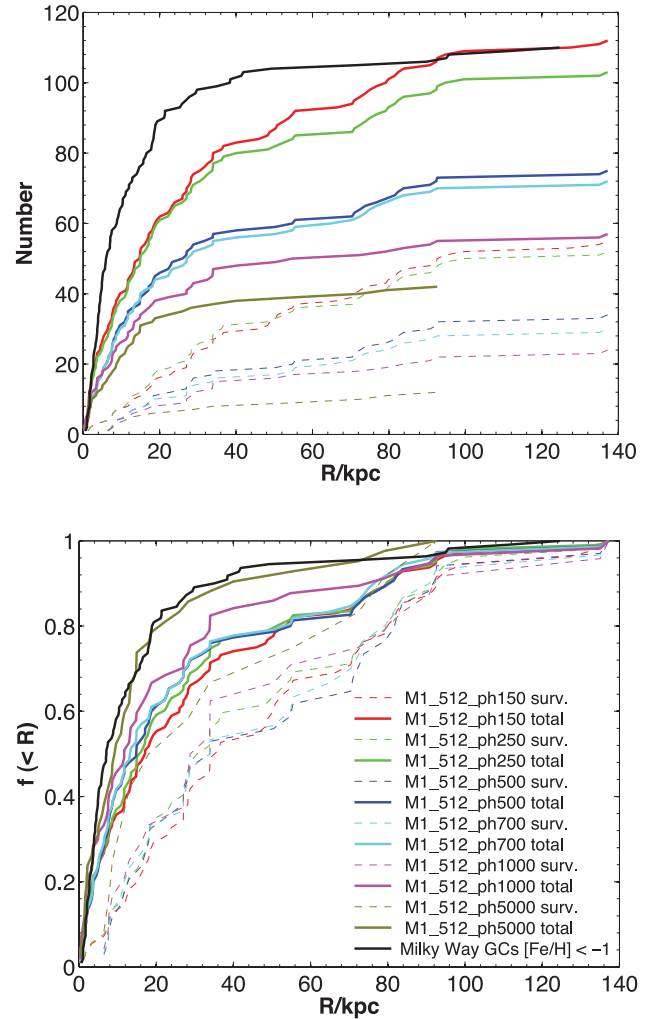 120
100
80
60
40
20
0
Number
0 20 40 60 80 100 120 140
R/kpc
1
0.8
0.6
0.4
0.2
0
f (< R)
M1_512_ph150 surv.
M1_512_ph150 total
M1_512_ph250 surv.
M1_512_ph250 total
M1_512_ph500 surv.
M1_512_ph500 total
M1_512_ph700 surv.
M1_512_ph700 total
M1_512_ph1000 surv.
M1_512_ph1000 total
M1_512_ph5000 surv.
M1_512_ph5000 total
Milky Way GCs [Fe/H] < −1
0 20 40 60 80 100 120 140
R/kpc